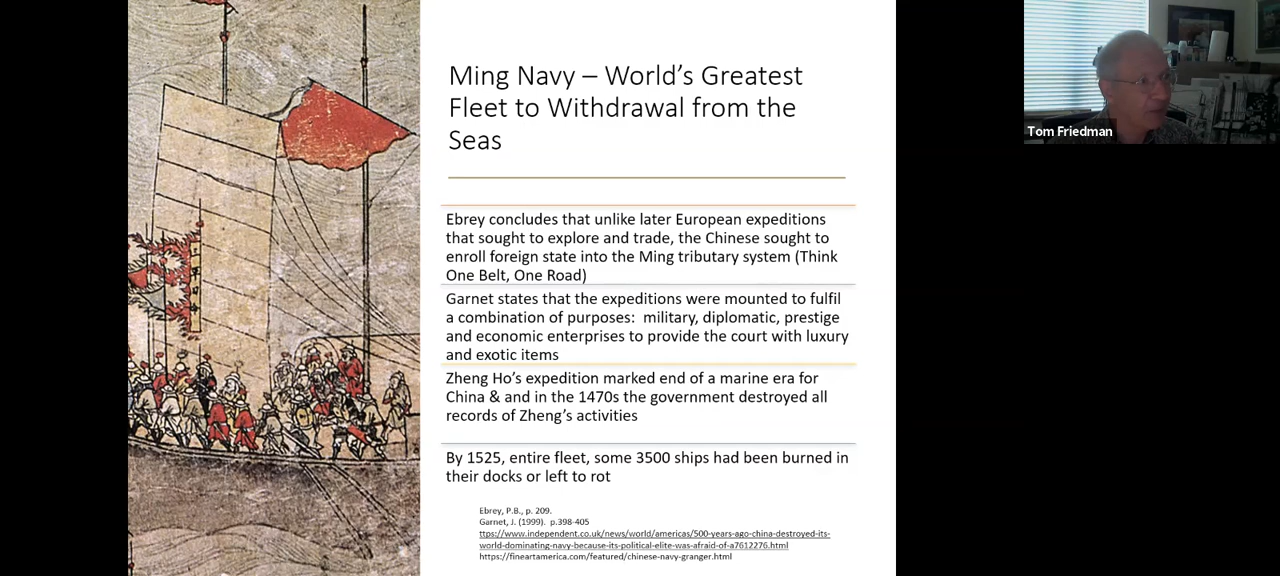 Ming Navy – World's Greatest
Fleet to Withdrawal from the
Seas
Ebrey concludes that unlike later European expeditions
that sought to explore and trade, the Chinese sought to
enroll foreign state into the Ming tributary system (Think
One Belt, One Road)
Garnet states that the expeditions were mounted to fulfil
a combination of purposes:  military, diplomatic, prestige
and economic enterprises to provide the court with luxury
and exotic items
Zheng Ho's expedition marked end of a marine era for
China & and in the 1470s the government destroyed all
records of Zheng's activities
By 1525, entire fleet, some 3500 ships had been burned in
their docks or left to rot
Ebrey, P.B., p. 209.
Garnet, J. (1999).  p.398-405
ttps://www.independent.co.uk/news/world/americas/500-years-ago-china-destroyed-its-
world-dominating-navy-because-its-political-elite-was-afraid-of-a7612276.html
https://fineartamerica.com/featured/chinese-navy-granger.html
Tom Friedman